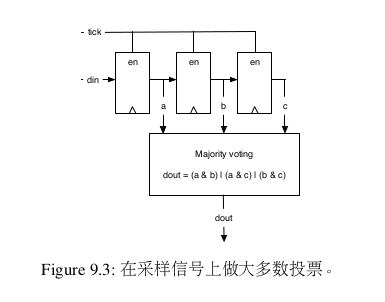 tick
en en en
din
a b c
Majority voting
dout = (a & b) | (a & c) | (b & c)
dout
Figure 9.3: 在采样信号上做大多数投票。